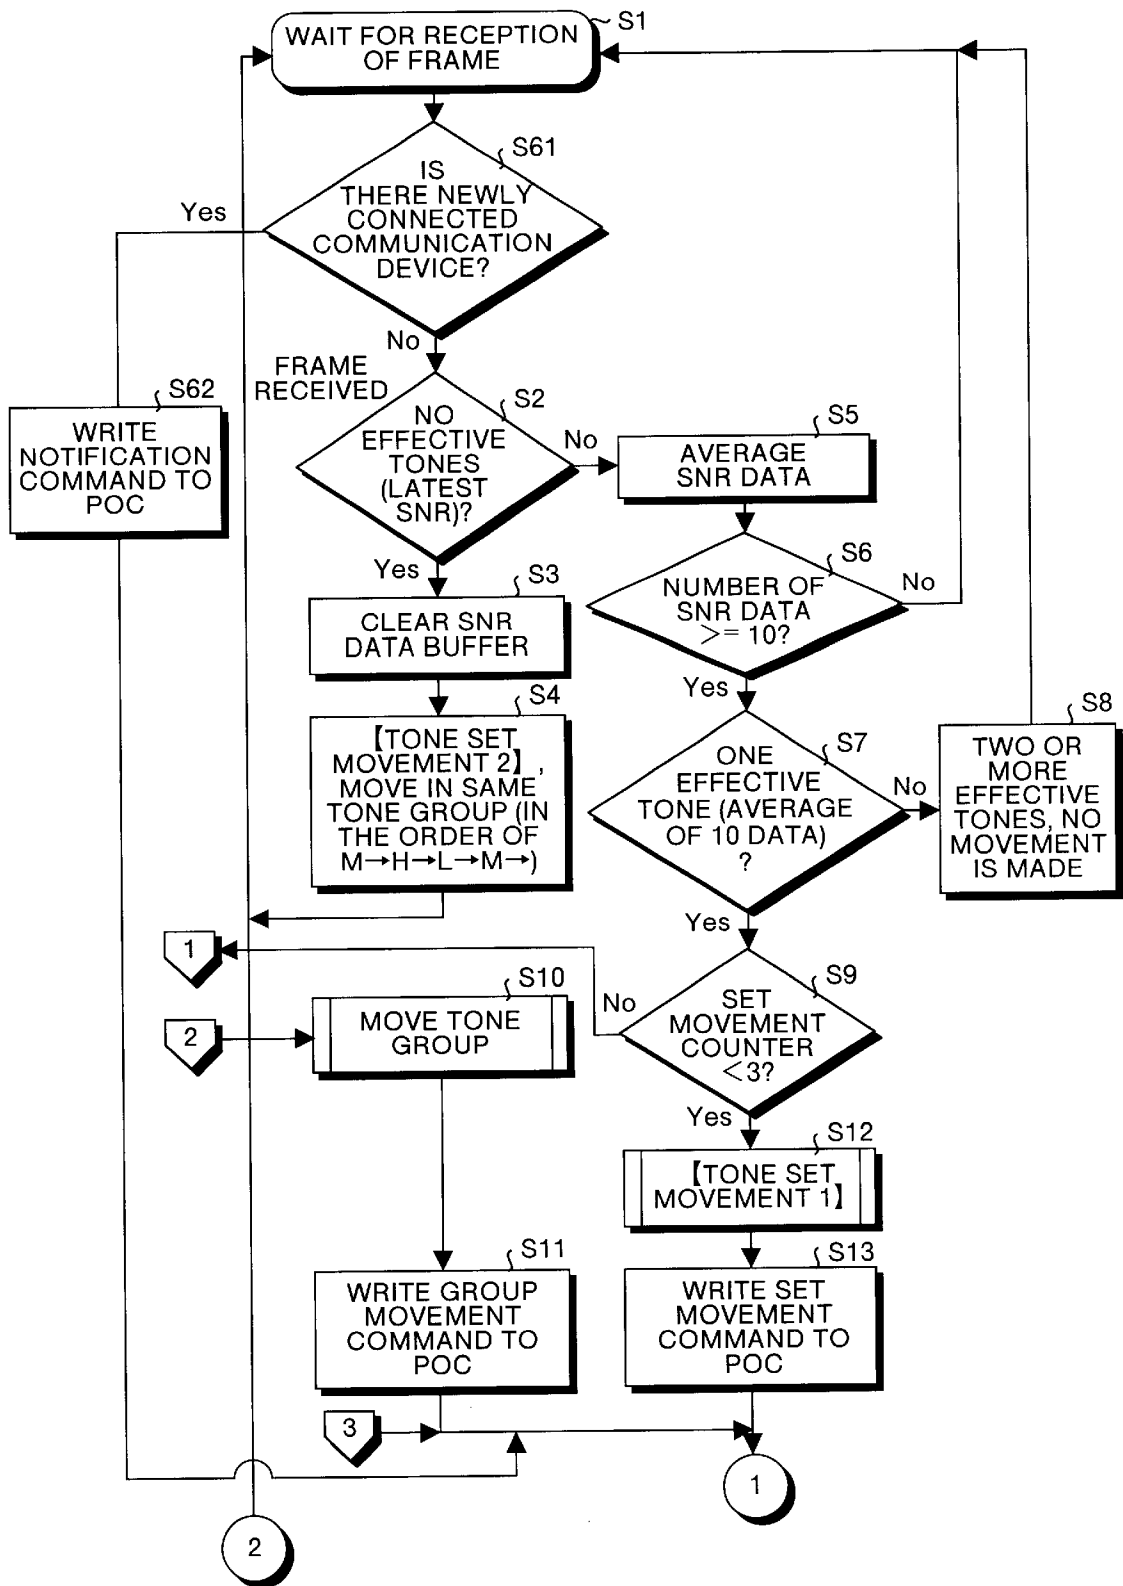 WAIT FOR RECEPTION
OF FRAME
S1
S61
IS
THERE NEWLY
CONNECTED
COMMUNICATION
DEVICE?
Yes
No
FRAME
RECEIVED
S62
WRITE
NOTIFICATION
COMMAND TO
POC
S2
NO
EFFECTIVE
TONES
(LATEST
SNR)?
No
Yes
S5
AVERAGE
SNR DATA
S6
NUMBER OF
SNR DATA
>= 10?
No
Yes
S3
CLEAR SNR
DATA BUFFER
S4
【TONE SET
MOVEMENT 2】,
MOVE IN SAME
TONE GROUP (IN
THE ORDER OF
M→H→L→M→)
S7
ONE
EFFECTIVE
TONE (AVERAGE
OF 10 DATA)
?
No
Yes
S8
TWO OR
MORE
EFFECTIVE
TONES, NO
MOVEMENT
IS MADE
1
S9
SET
MOVEMENT
COUNTER
<3?
No
Yes
2
S10
MOVE TONE
GROUP
S12
【TONE SET
MOVEMENT 1】
S11
WRITE GROUP
MOVEMENT
COMMAND TO
POC
S13
WRITE SET
MOVEMENT
COMMAND TO
POC
3
1
2